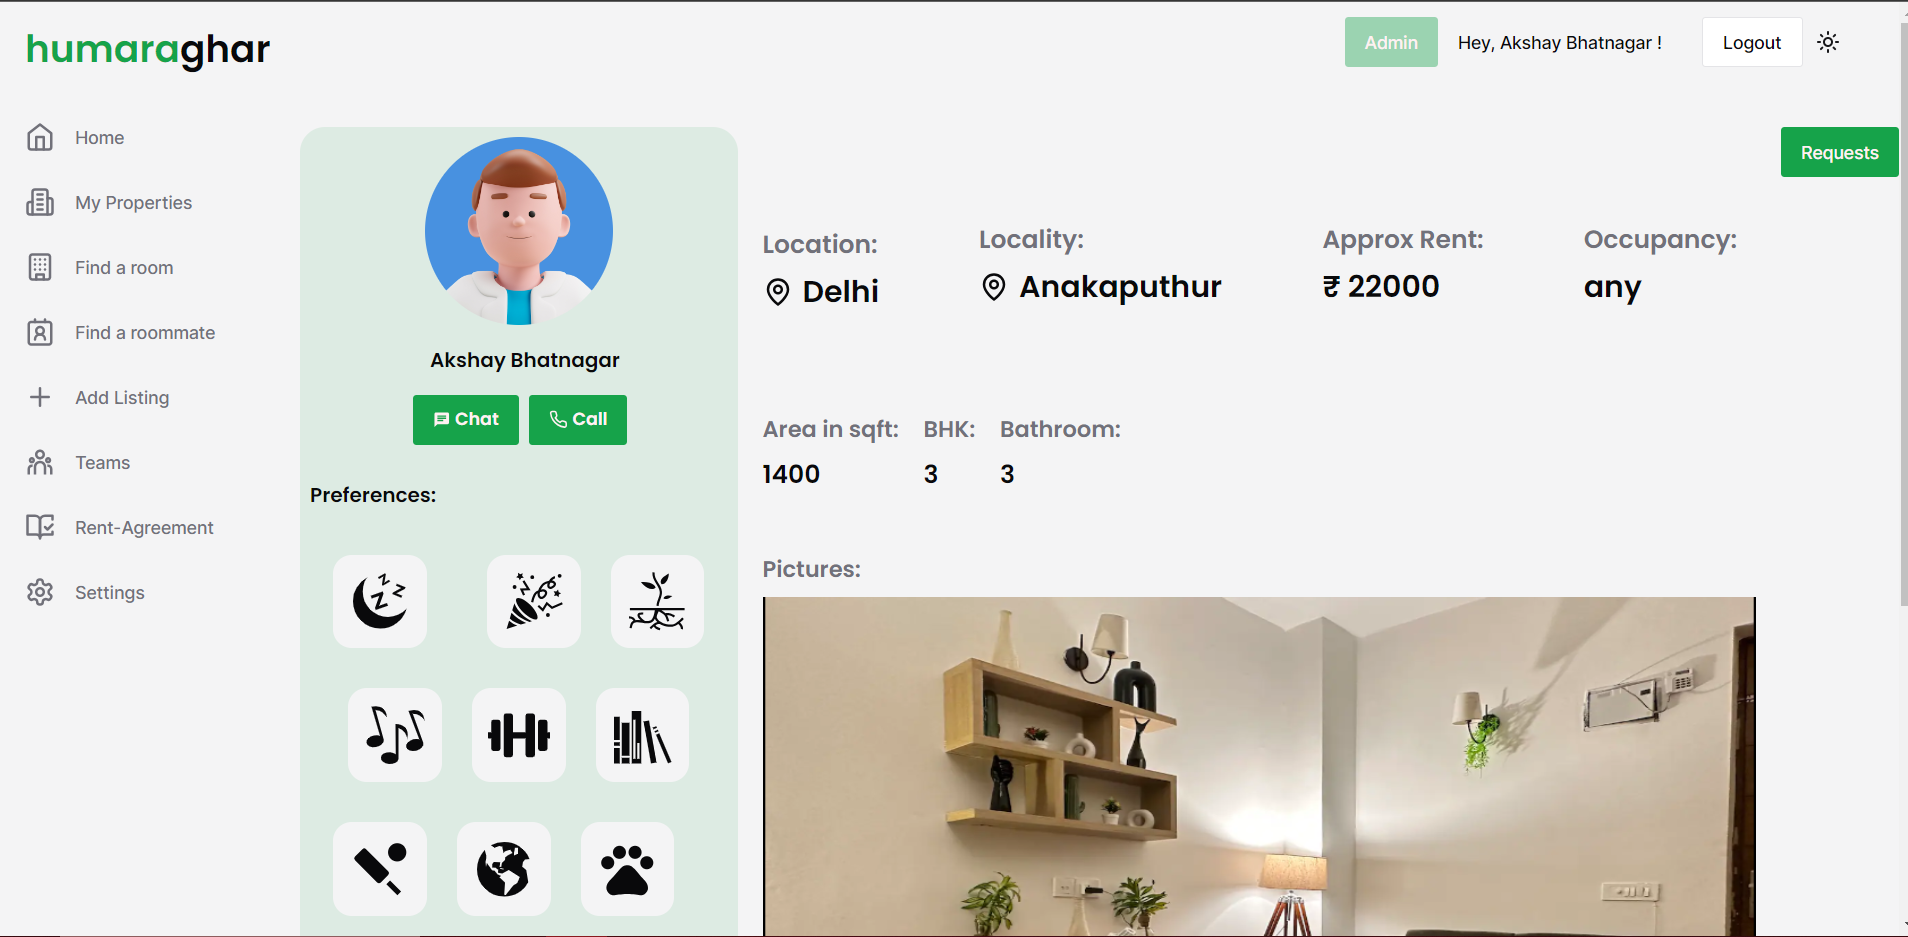 humaraghar
Admin
Hey, Akshay Bhatnagar !
Logout
Home
My Properties
Find a room
Find a roommate
Add Listing
Teams
Rent-Agreement
Settings
Akshay Bhatnagar
Chat
Call
Preferences:
Requests
Location:
Delhi
Locality:
Anakaputhur
Approx Rent:
₹ 22000
Occupancy:
any
Area in sqft:
1400
BHK:
3
Bathroom:
3
Pictures: